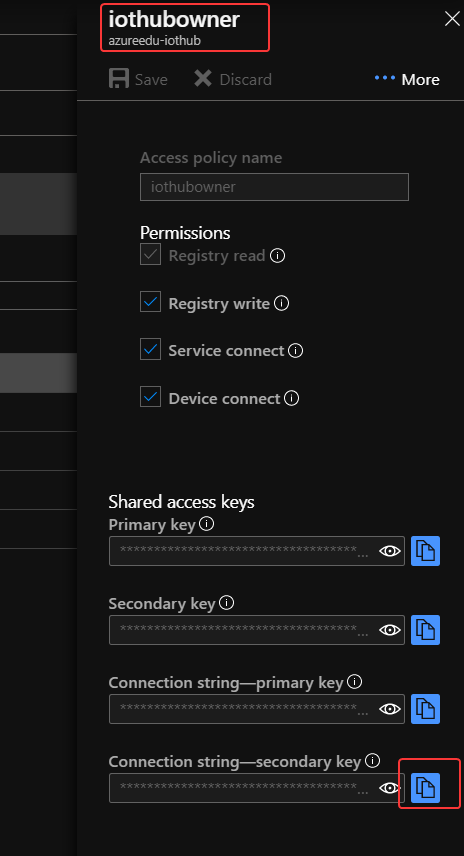 iothubowner
azureedu-iothub
Save Discard ··· More
Access policy name
iothubowner
Permissions
Registry read
Registry write
Service connect
Device connect
Shared access keys
Primary key
***********************************...
Secondary key
***********************************...
Connection string—primary key
***********************************...
Connection string—secondary key
***********************************...